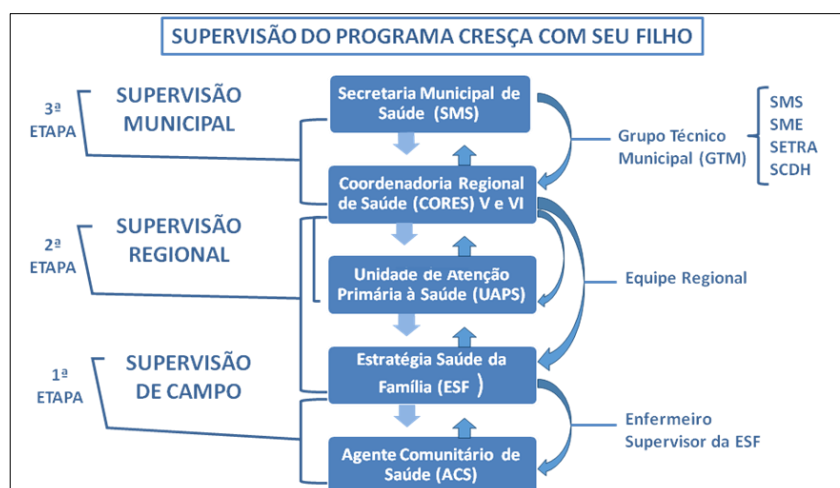 SUPERVISÃO DO PROGRAMA CRESÇA COM SEU FILHO
3ª
ETAPA
SUPERVISÃO
MUNICIPAL
Secretaria Municipal de
Saúde (SMS)
Grupo Técnico
Municipal (GTM)
SMS
SME
SETRA
SCDH
Coordenadoria Regional
de Saúde (CORES) V e VI
2ª
ETAPA
SUPERVISÃO
REGIONAL
Unidade de Atenção
Primária à Saúde (UAPS)
Equipe Regional
Estratégia Saúde da
Família (ESF )
1ª
ETAPA
SUPERVISÃO
DE CAMPO
Enfermeiro
Supervisor da ESF
Agente Comunitário de
Saúde (ACS)